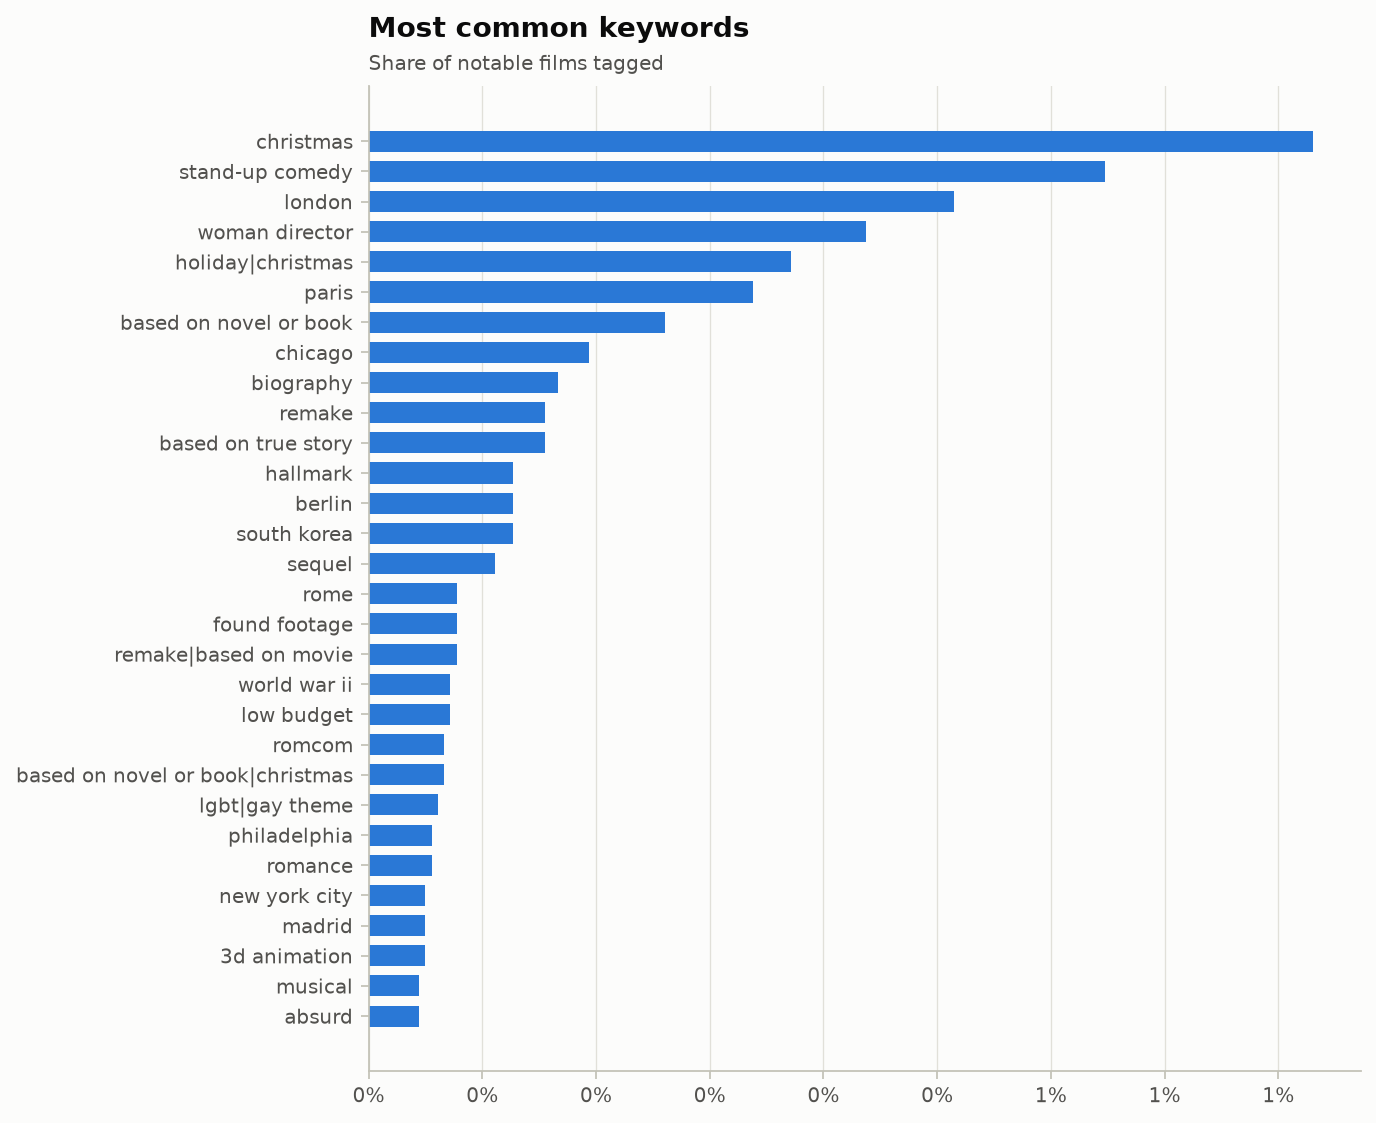 Most common keywords
Share of notable films tagged
christmas
stand-up comedy
london
woman director
holiday|christmas
paris
based on novel or book
chicago
biography
remake
based on true story
hallmark
berlin
south korea
sequel
rome
found footage
remake|based on movie
world war ii
low budget
romcom
based on novel or book|christmas
lgbt|gay theme
philadelphia
romance
new york city
madrid
3d animation
musical
absurd
0% 0% 0% 0% 0% 0% 1% 1% 1%